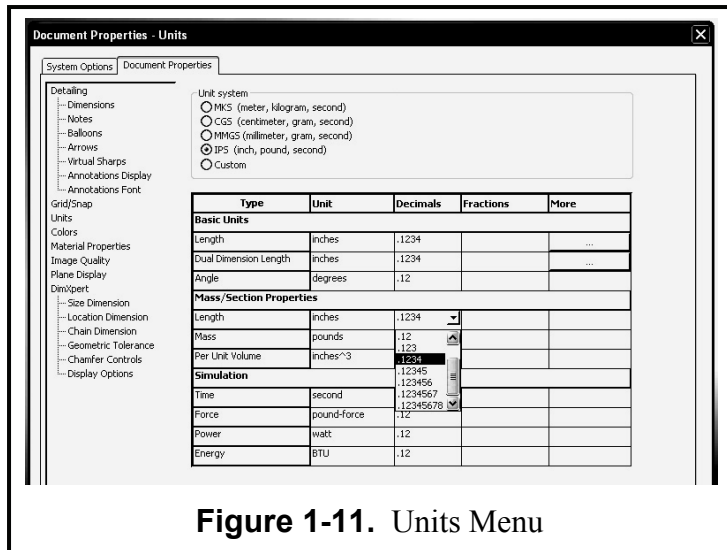 Document Properties - Units
System Options Document Properties
Detailing
Dimensions
Notes
Balloons
Arrows
Virtual Sharps
Annotations Display
Annotations Font
Grid/Snap
Units
Colors
Material Properties
Image Quality
Plane Display
DimXpert
Size Dimension
Location Dimension
Chain Dimension
Geometric Tolerance
Chamfer Controls
Display Options
Unit system
MKS (meter, kilogram, second)
CGS (centimeter, gram, second)
MMGS (millimeter, gram, second)
IPS (inch, pound, second)
Custom
Type Unit Decimals Fractions More
Basic Units
Length inches .1234 ...
Dual Dimension Length inches .1234 ...
Angle degrees .12
Mass/Section Properties
Length inches .1234
Mass pounds .12
.123
.1234
Per Unit Volume inches^3
.12345
.123456
Simulation
Time second .1234567
.12345678
Force pound-force .12
Power watt .12
Energy BTU .12
Figure 1-11. Units Menu